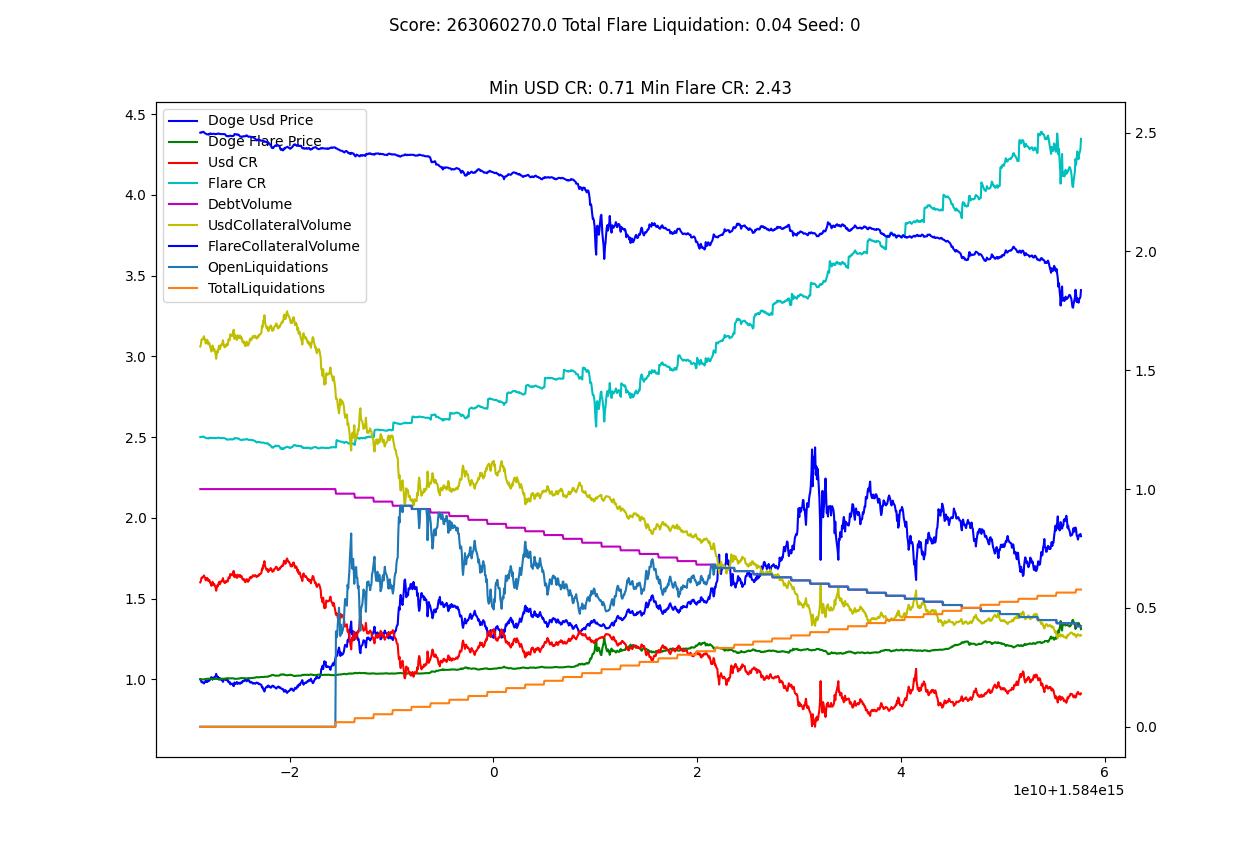 Score: 263060270.0 Total Flare Liquidation: 0.04 Seed: 0
Min USD CR: 0.71 Min Flare CR: 2.43
4.5
4.0
3.5
3.0
2.5
2.0
1.5
1.0
Doge Usd Price
Doge Flare Price
Usd CR
Flare CR
DebtVolume
UsdCollateralVolume
FlareCollateralVolume
OpenLiquidations
TotalLiquidations
2.5
2.0
1.5
1.0
0.5
0.0
−2 0 2 4 6
1e10+1.584e15